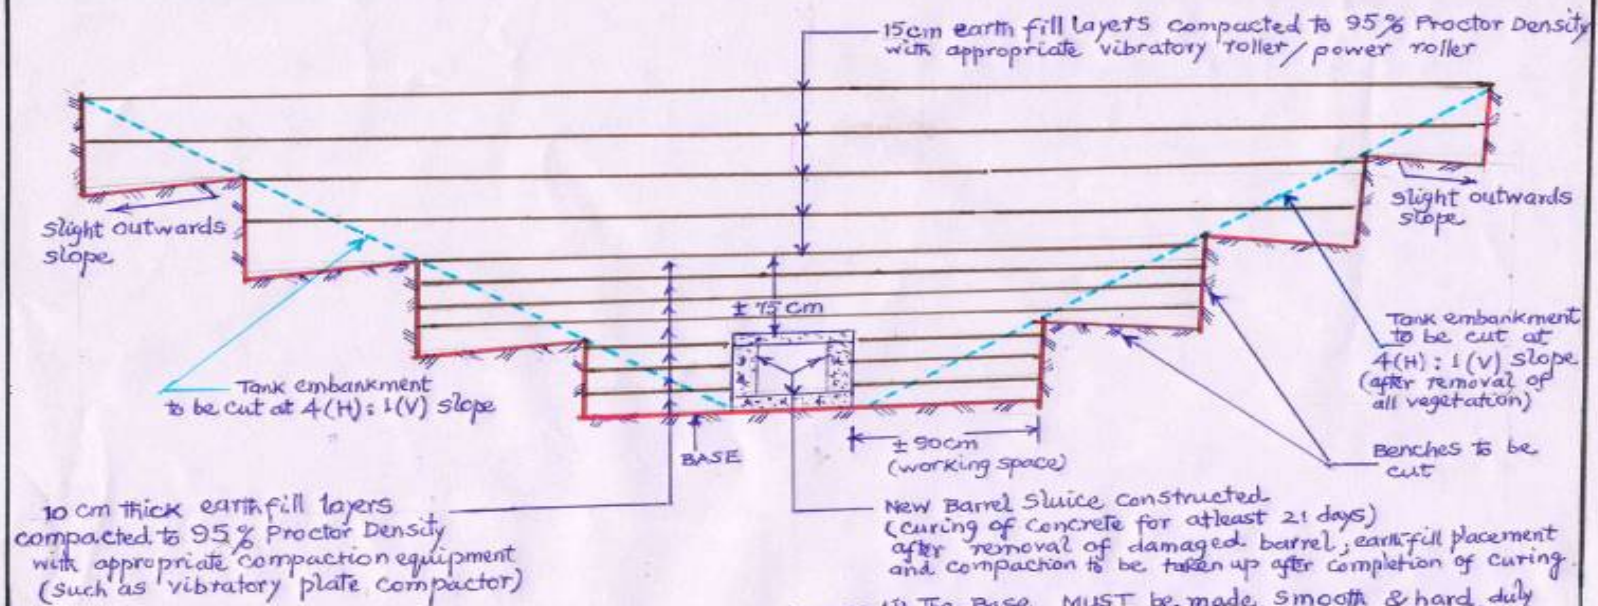 15cm earth fill layers compacted to 95% Proctor Density
with appropriate vibratory roller/power roller
slight outwards
slope
slight outwards
slope
± 75 cm
Tank embankment
to be cut at
4(H):1(V) slope
(after removal of
all vegetation)
Tank embankment
to be cut at 4(H):1(V) slope
BASE
± 90cm
(working space)
Benches to be
cut
10 cm thick earthfill layers
compacted to 95% Proctor Density
with appropriate compaction equipment
(such as vibratory plate compactor)
New Barrel Sluice constructed
(curing of concrete for atleast 21 days)
after removal of damaged barrel; earthfill placement
and compaction to be taken up after completion of curing.
The Base MUST be made smooth & hard duly